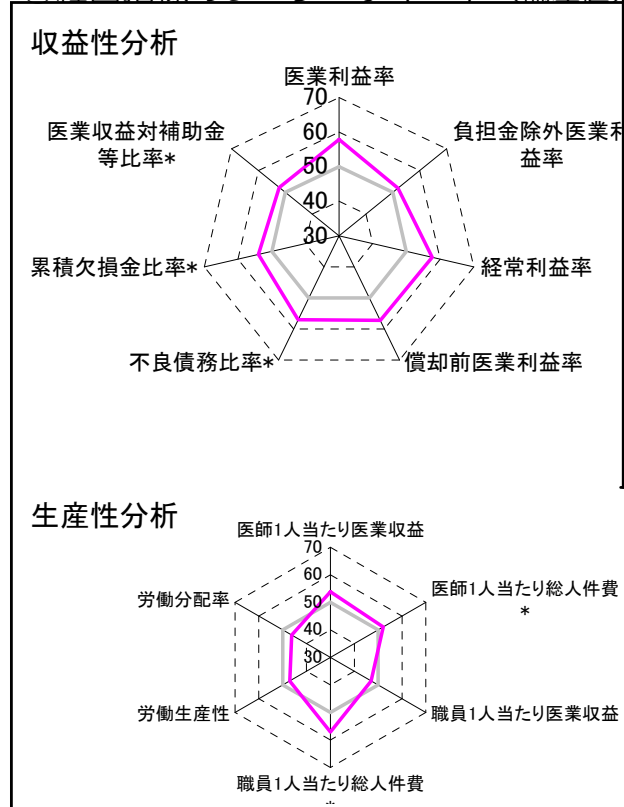 収益性分析
医業利益率
70
60
50
40
30
医業収益対補助金
等比率*
負担金除外医業利
益率
累積欠損金比率*
経常利益率
不良債務比率*
償却前医業利益率
生産性分析
医師1人当たり医業収益
70
60
50
40
30
労働分配率
医師1人当たり総人件費
*
労働生産性
職員1人当たり医業収益
職員1人当たり総人件費
*